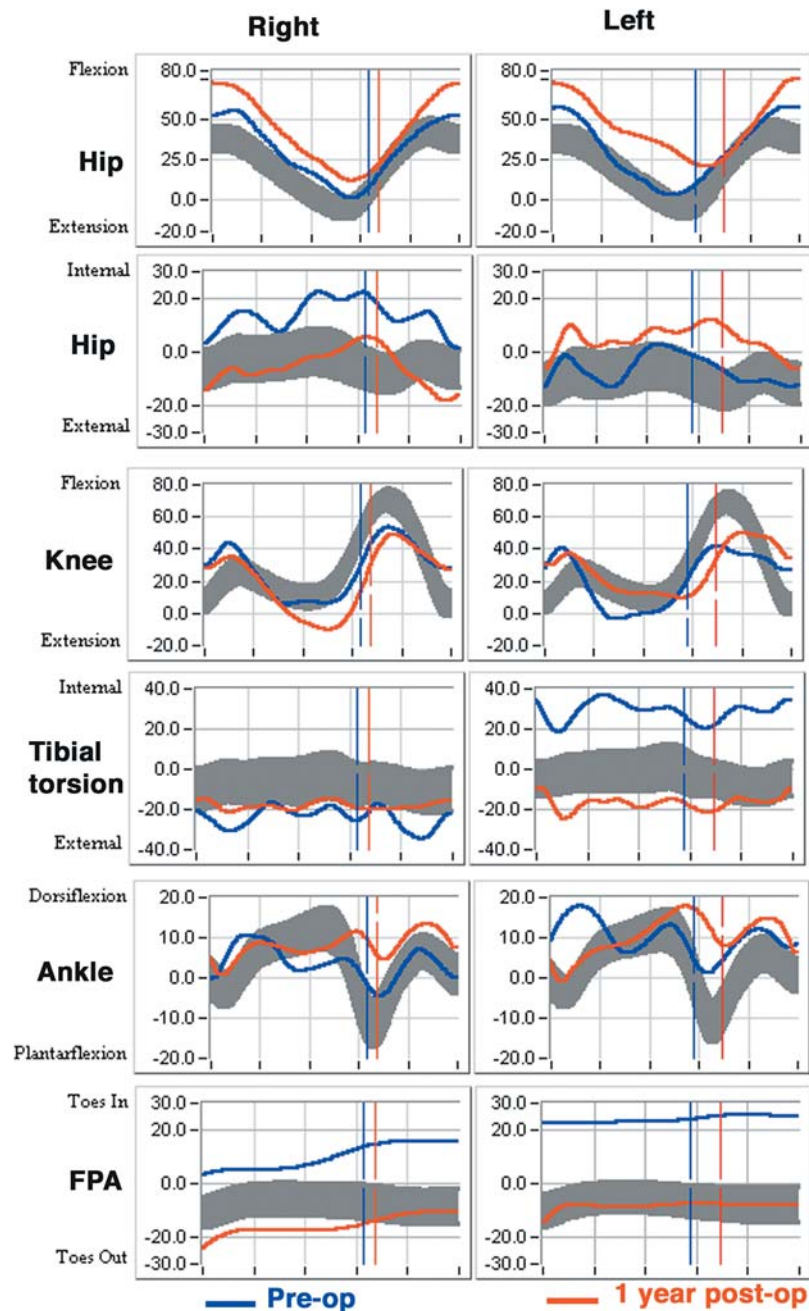 Right Left
Flexion 80.0 80.0
50.0 50.0
Hip 25.0 25.0
0.0 0.0
Extension -20.0 -20.0
Internal 30.0 30.0
20.0 20.0
Hip 0.0 0.0
External -20.0 -20.0
-30.0 -30.0
Flexion 80.0 80.0
60.0 60.0
Knee 40.0 40.0
20.0 20.0
0.0 0.0
Extension -20.0 -20.0
Internal 40.0 40.0
20.0 20.0
Tibial 0.0 0.0
torsion
-20.0 -20.0
External -40.0 -40.0
Dorsiflexion 20.0 20.0
10.0 10.0
Ankle 0.0 0.0
-10.0 -10.0
Plantarflexion -20.0 -20.0
Toes In 30.0 30.0
20.0 20.0
FPA 0.0 0.0
-20.0 -20.0
Toes Out -30.0 -30.0
Pre-op 1 year post-op